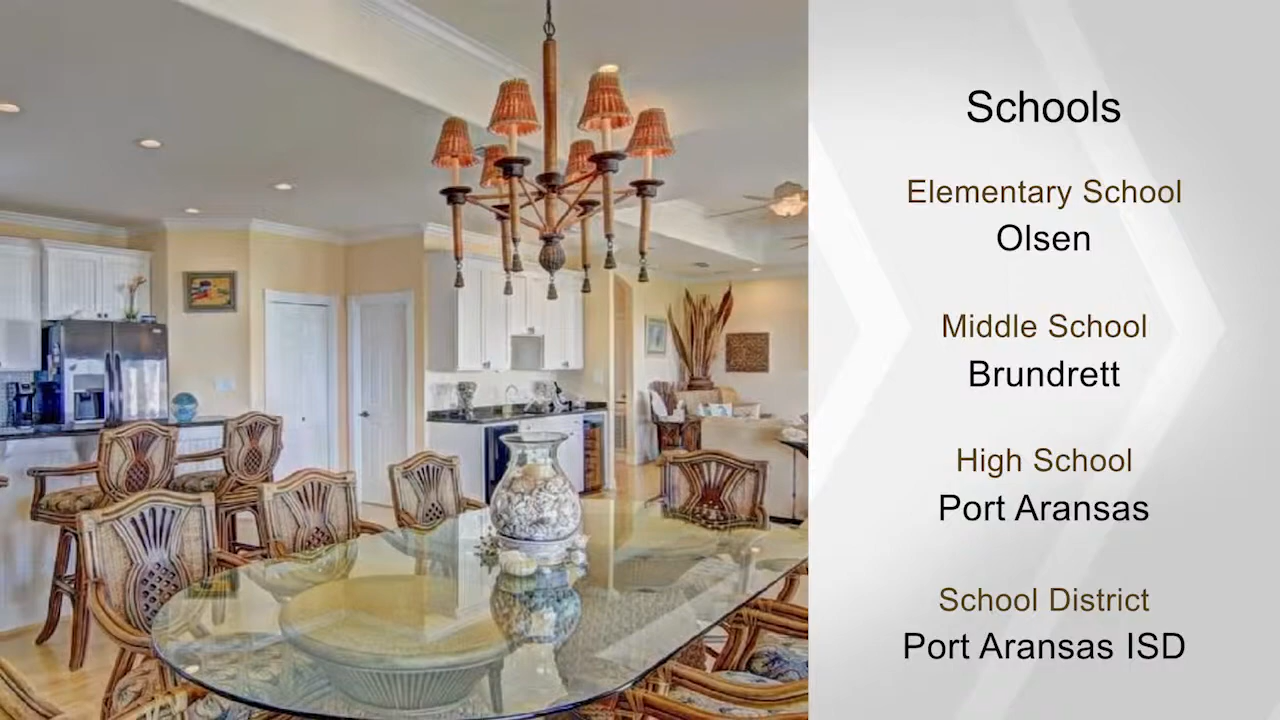 Schools
Elementary School
Olsen
Middle School
Brundrett
High School
Port Aransas
School District
Port Aransas ISD